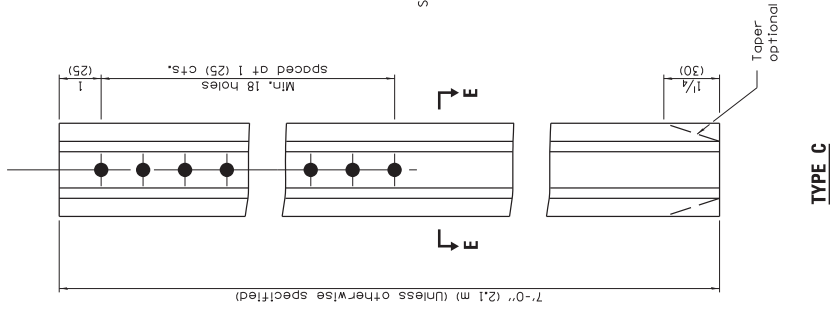 S
1
(25)
Min. 18 holes
spaced at 1 (25) cts.
E
1¼
(30)
Taper
optional
E
7'-0" (2.1 m) (Unless otherwise specified)
TYPE C